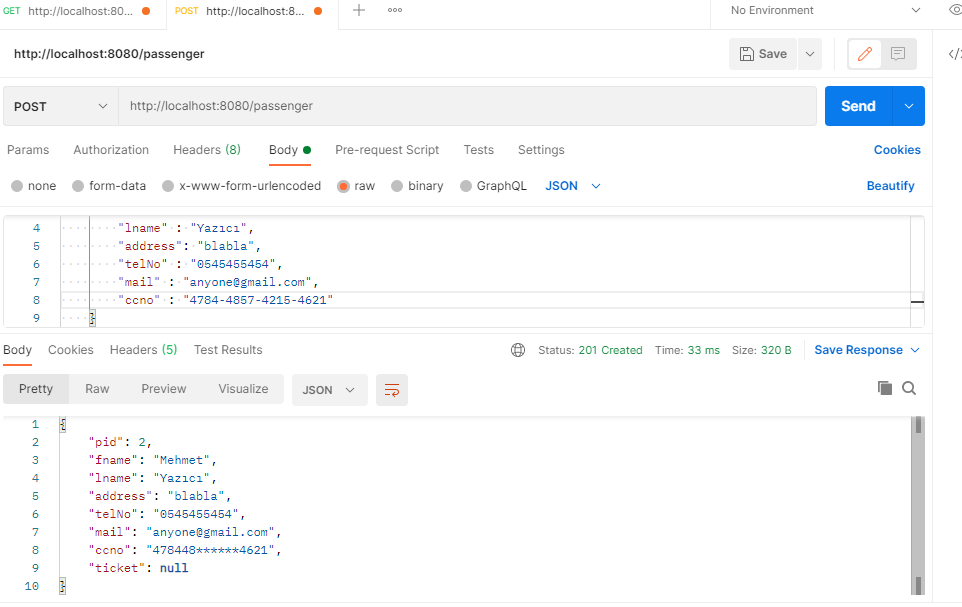 GET http://localhost:80... POST http://localhost:8... No Environment
http://localhost:8080/passenger Save
POST http://localhost:8080/passenger Send
Params Authorization Headers (8) Body Pre-request Script Tests Settings Cookies
none form-data x-www-form-urlencoded raw binary GraphQL JSON Beautify
4 "lname" : "Yazıcı",
5 "address": "blabla",
6 "telNo" : "0545455454",
7 "mail" : "anyone@gmail.com",
8 "ccno" : "4784-4857-4215-4621"
9 }
Body Cookies Headers (5) Test Results Status: 201 Created Time: 33 ms Size: 320 B Save Response
Pretty Raw Preview Visualize JSON
1 {
2 "pid": 2,
3 "fname": "Mehmet",
4 "lname": "Yazıcı",
5 "address": "blabla",
6 "telNo": "0545455454",
7 "mail": "anyone@gmail.com",
8 "ccno": "478448******4621",
9 "ticket": null
10 }